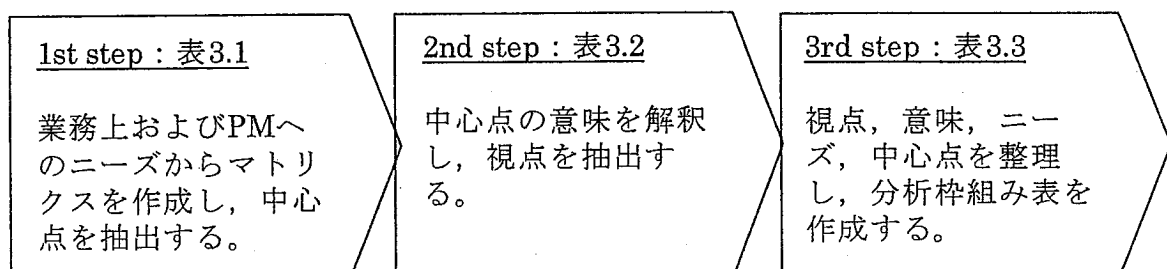 1st step：表3.1
業務上およびPMへ
のニーズからマトリ
クスを作成し，中心
点を抽出する。
2nd step：表3.2
中心点の意味を解釈
し，視点を抽出す
る。
3rd step：表3.3
視点，意味，ニー
ズ，中心点を整理
し，分析枠組み表を
作成する。